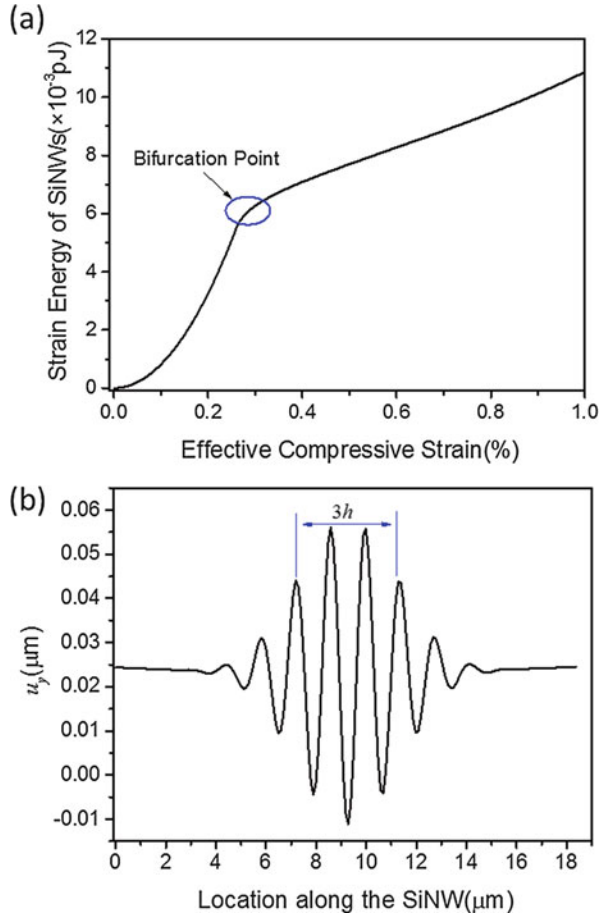 (a)
12
10
8
6
4
2
0
Strain Energy of SiNWs(×10⁻³pJ)
Bifurcation Point
0.0 0.2 0.4 0.6 0.8 1.0
Effective Compressive Strain(%)
(b)
0.06
0.05
0.04
0.03
0.02
0.01
0.00
-0.01
u_y(μm)
3h
0 2 4 6 8 10 12 14 16 18
Location along the SiNW(μm)